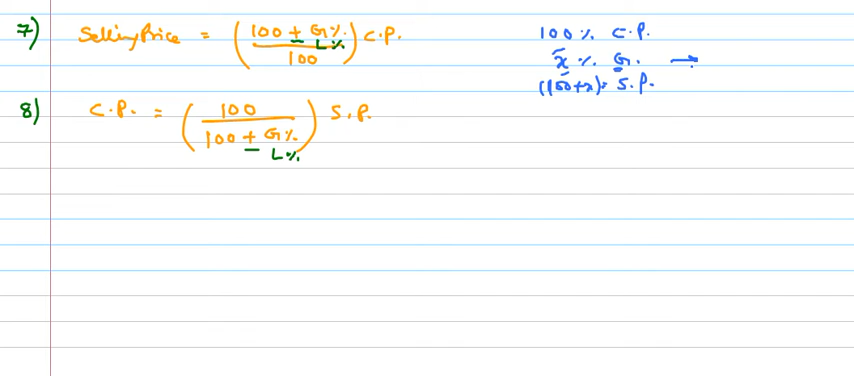 7) Selling Price = ( 100 ± G% L% / 100 ) C.P.
8) C.P. = ( 100 / 100 ± G% L% ) S.P.
100% C.P.
x % G. →
(100+x)% S.P.